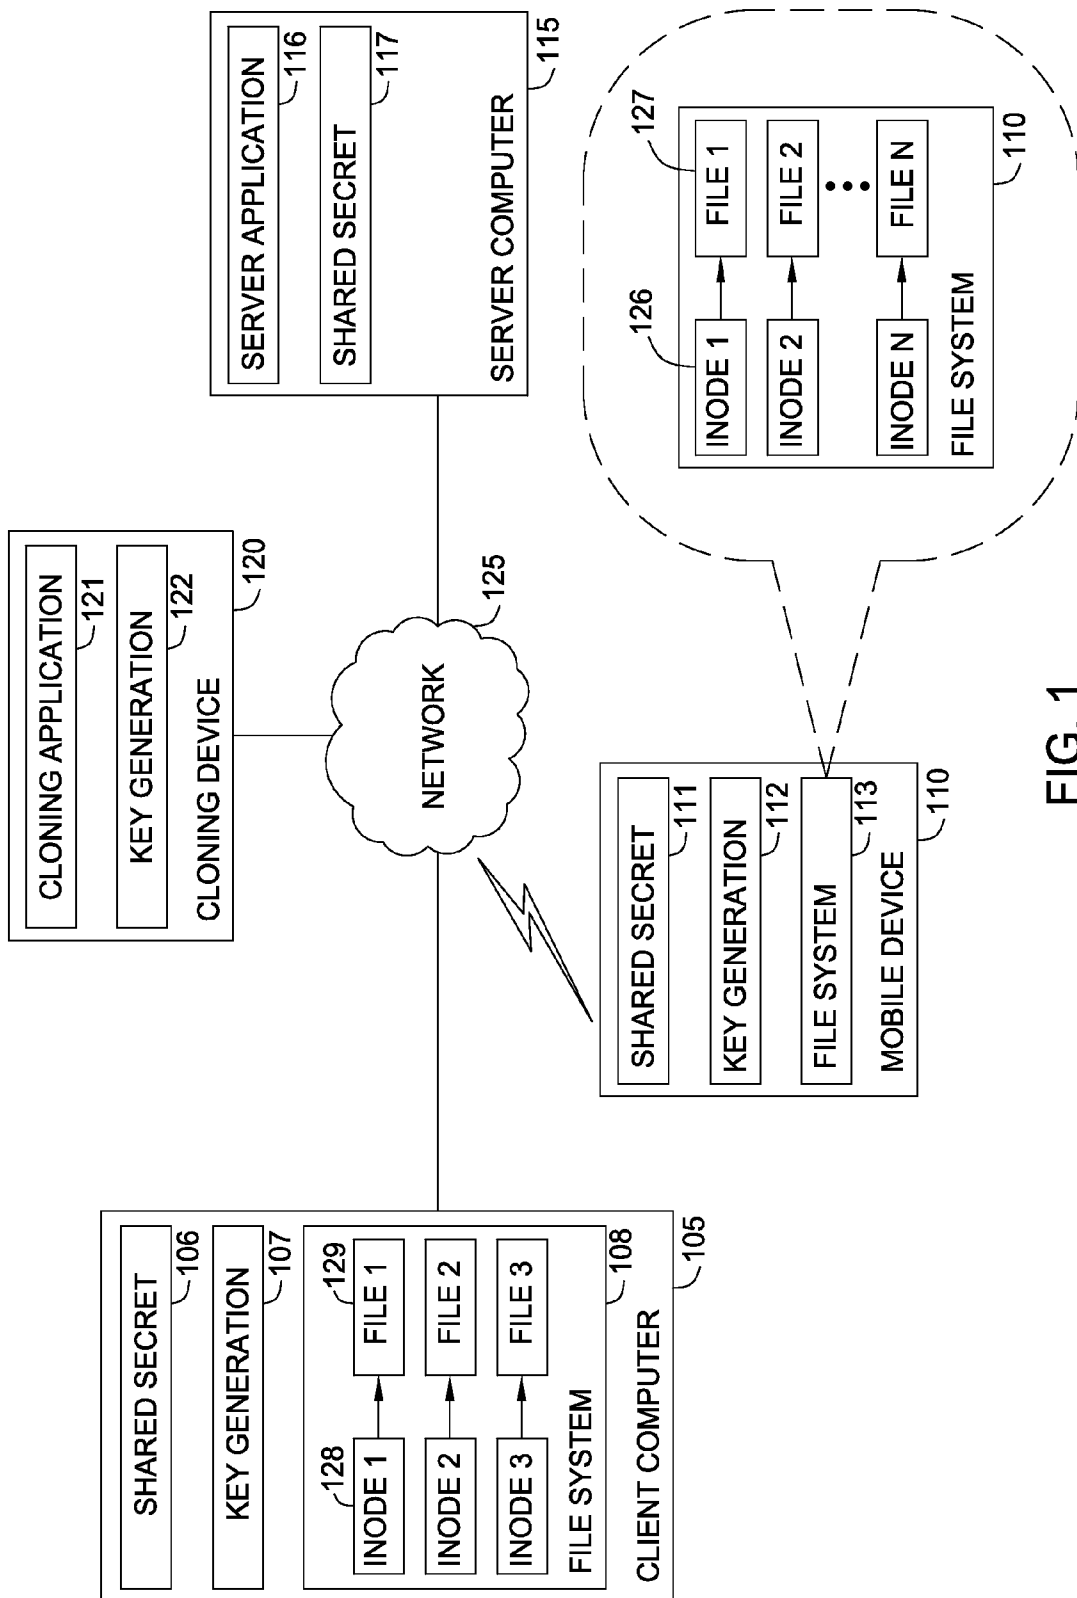 CLONING APPLICATION
121
KEY GENERATION
122
CLONING DEVICE
120
SERVER APPLICATION
116
SHARED SECRET
117
SERVER COMPUTER
115
NETWORK
125
SHARED SECRET
106
KEY GENERATION
107
128
129
INODE 1
FILE 1
INODE 2
FILE 2
INODE 3
FILE 3
FILE SYSTEM
108
CLIENT COMPUTER
105
SHARED SECRET
111
KEY GENERATION
112
FILE SYSTEM
113
MOBILE DEVICE
110
126
127
INODE 1
FILE 1
INODE 2
FILE 2
INODE N
FILE N
FILE SYSTEM
110
FIG. 1